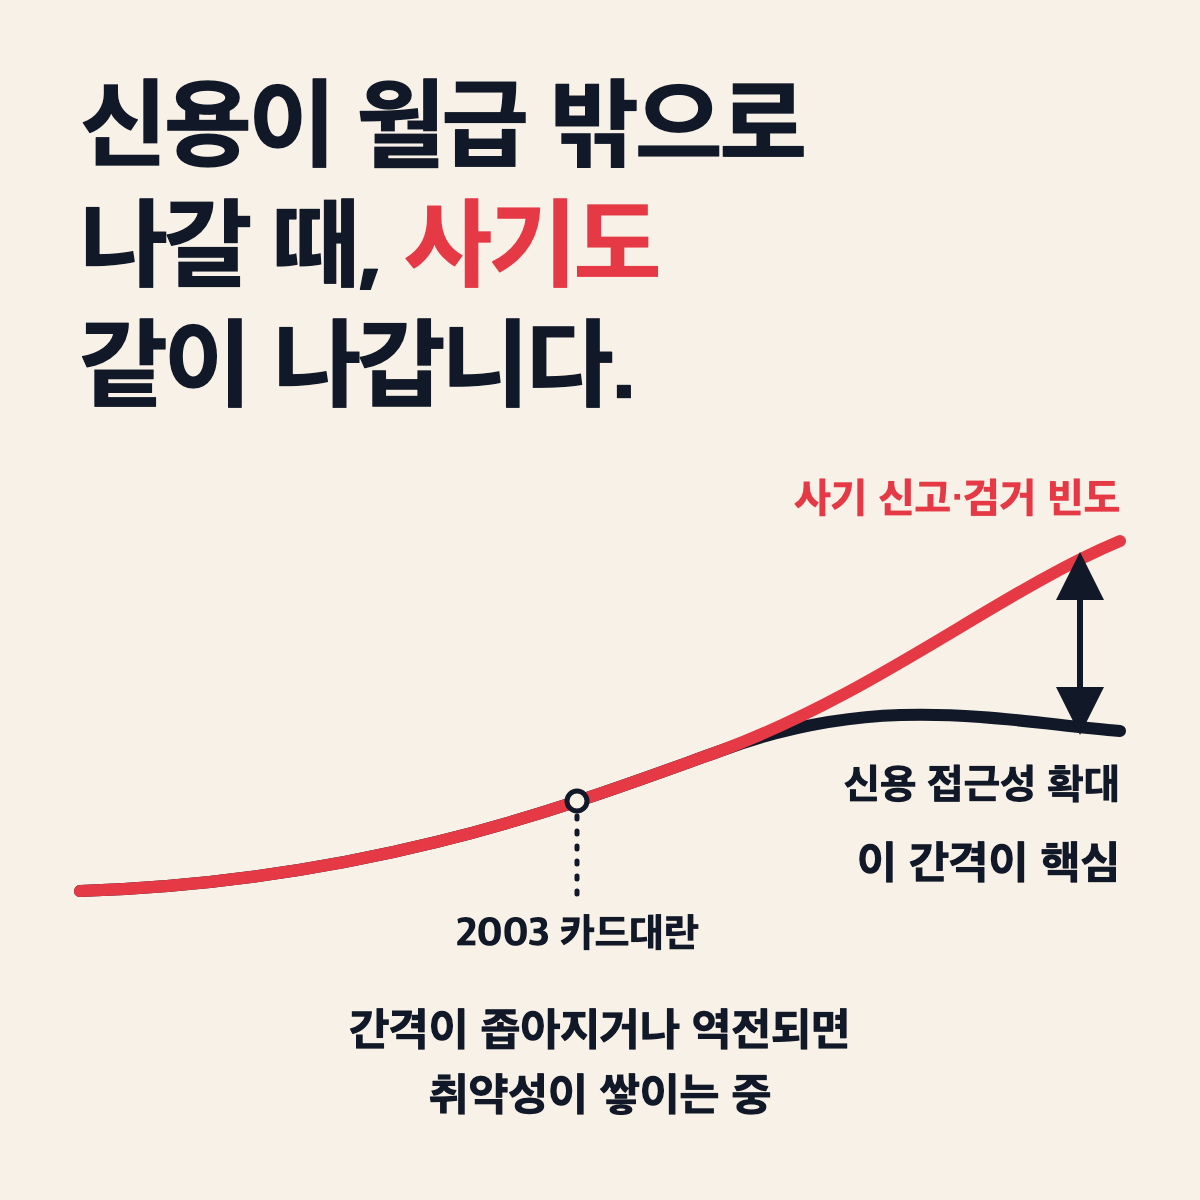 신용이 월급 밖으로
나갈 때, 사기도
같이 나갑니다.
사기 신고·검거 빈도
신용 접근성 확대
이 간격이 핵심
2003 카드대란
간격이 좁아지거나 역전되면
취약성이 쌓이는 중